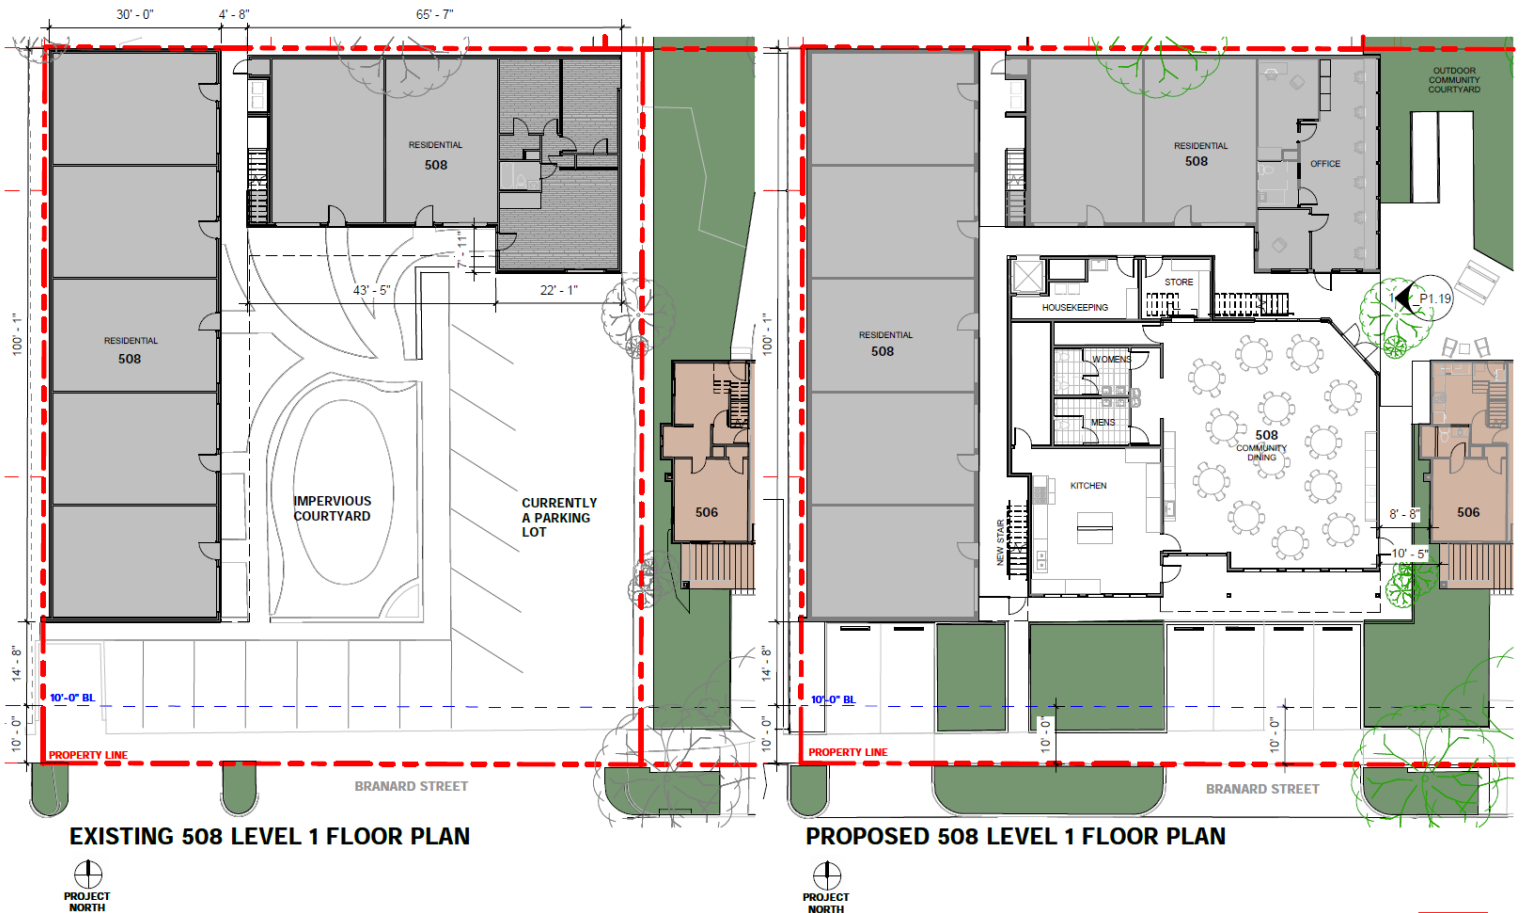 30' - 0"
4' - 8"
65' - 7"
RESIDENTIAL
508
7' - 11"
43' - 5"
22' - 1"
100' - 1"
RESIDENTIAL
508
IMPERVIOUS
COURTYARD
CURRENTLY
A PARKING
LOT
506
14' - 8"
10'-0" BL
10' - 0"
PROPERTY LINE
BRANARD STREET
EXISTING 508 LEVEL 1 FLOOR PLAN
PROJECT
NORTH
OUTDOOR
COMMUNITY
COURTYARD
RESIDENTIAL
508
OFFICE
STORE
HOUSEKEEPING
1
P1.19
100' - 1"
RESIDENTIAL
508
WOMENS
MENS
508
COMMUNITY
DINING
KITCHEN
NEW STAIR
8' - 8"
506
10' - 5"
14' - 8"
10'-0" BL
10' - 0"
10' - 0"
10' - 0"
PROPERTY LINE
BRANARD STREET
PROPOSED 508 LEVEL 1 FLOOR PLAN
PROJECT
NORTH